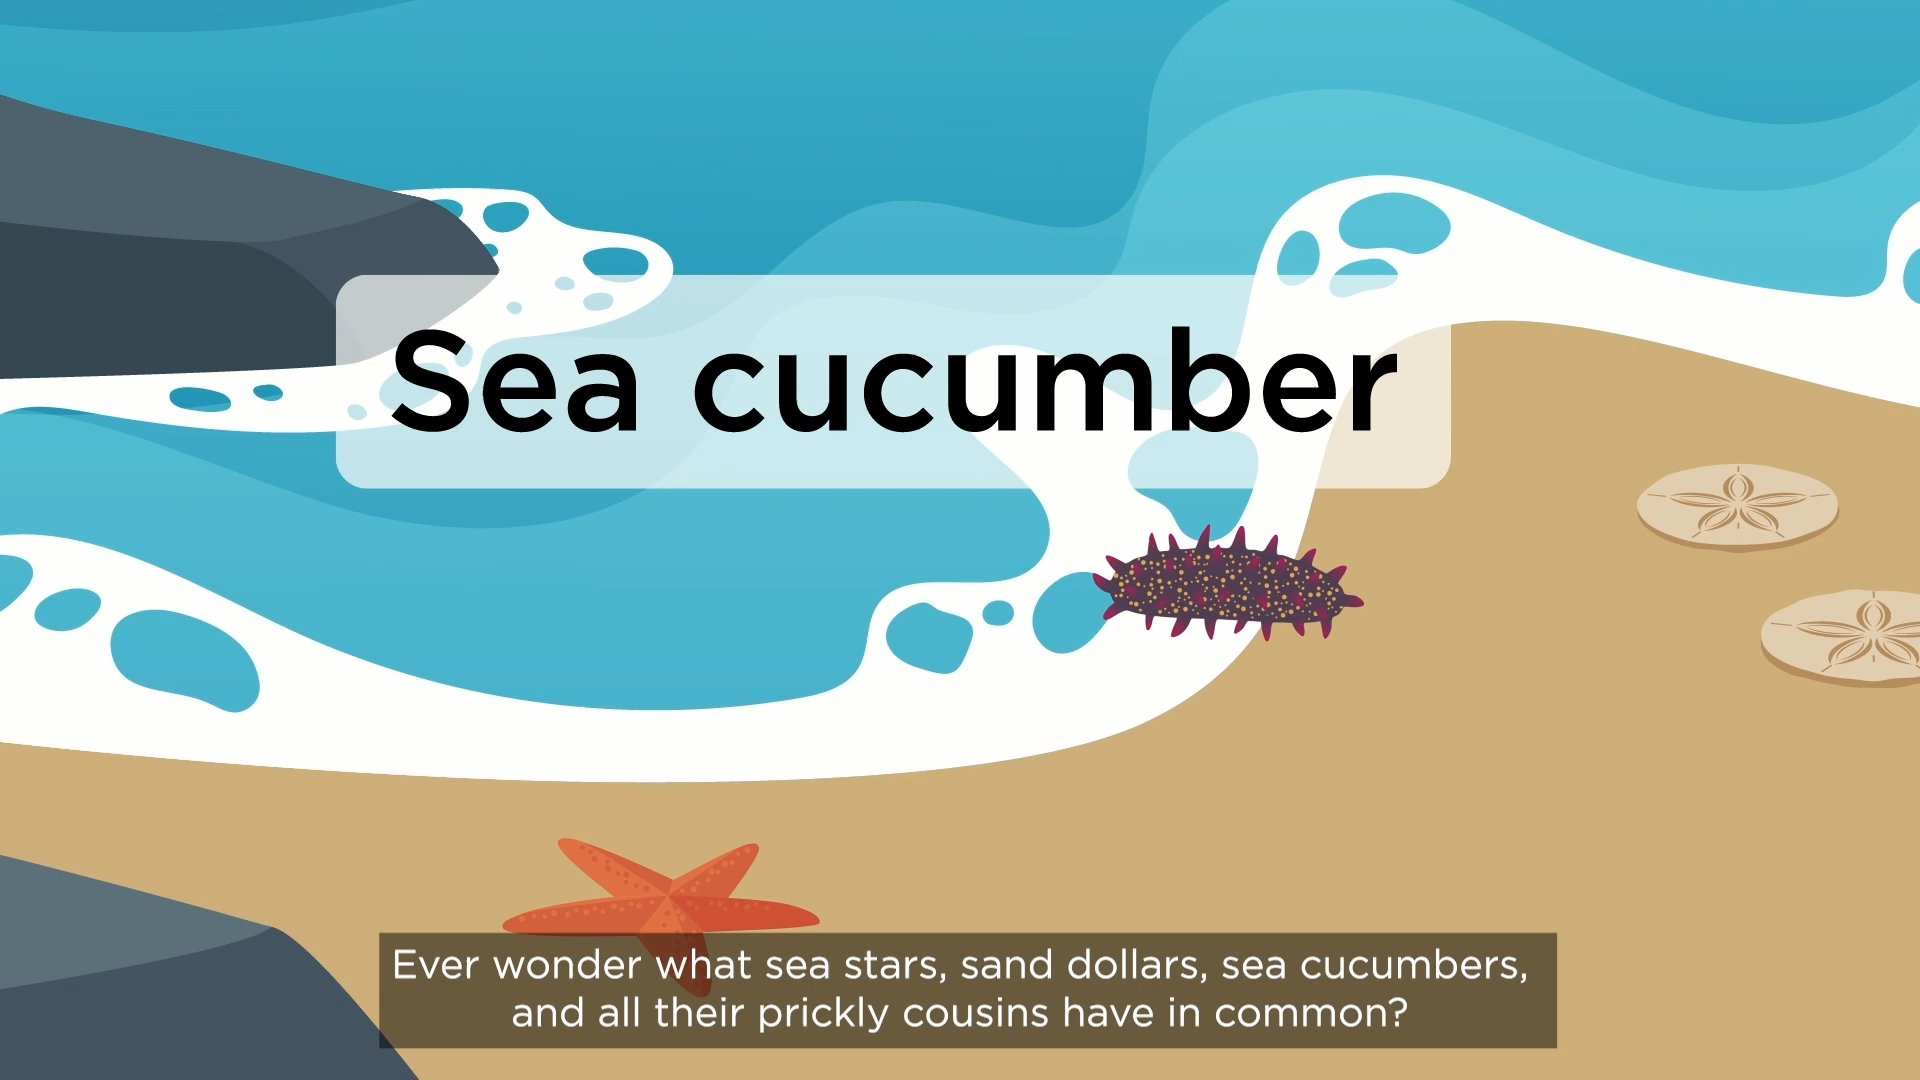 Sea cucumber
Ever wonder what sea stars, sand dollars, sea cucumbers,
and all their prickly cousins have in common?